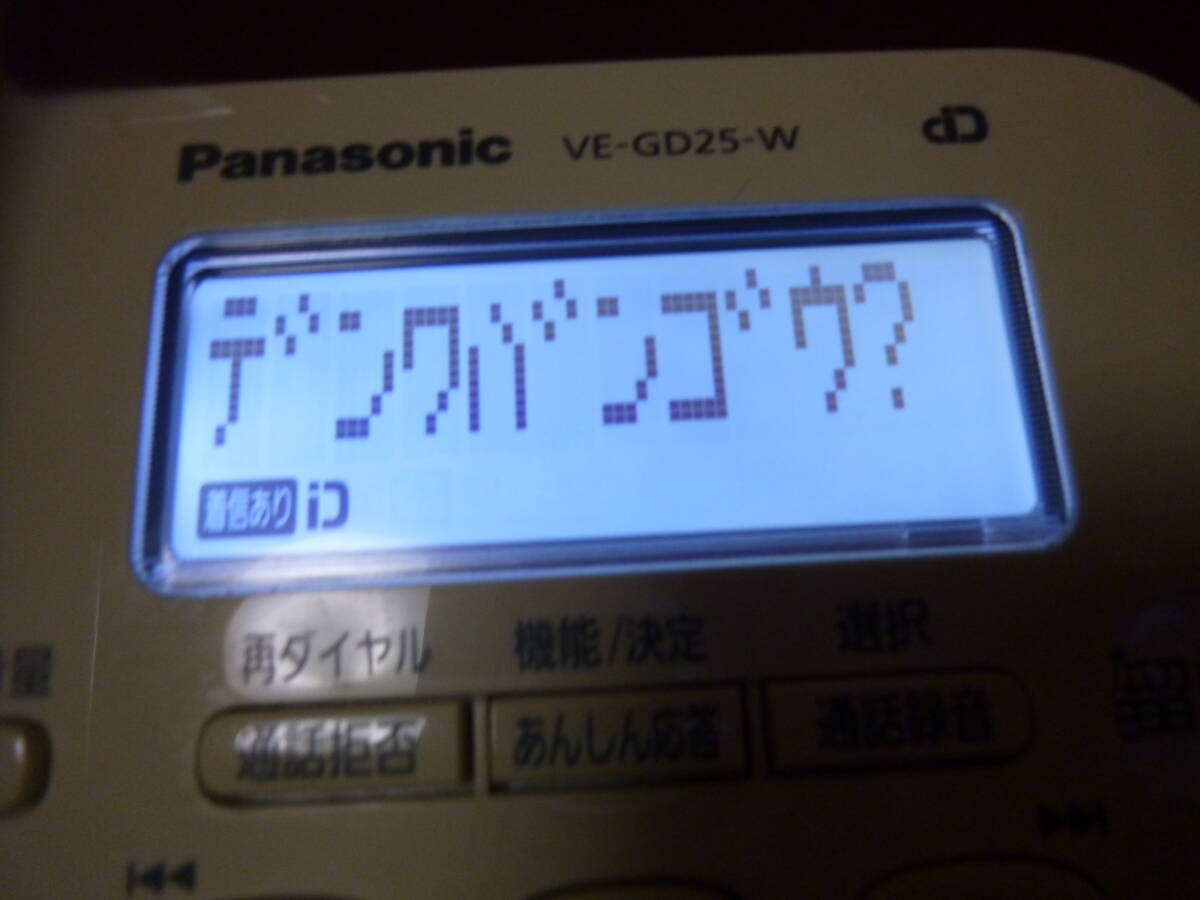 Panasonic VE-GD25-W
デンワバンゴウ?
着信あり iD
再ダイヤル 機能/決定 選択
通話拒否 あんしん応答 通話録音